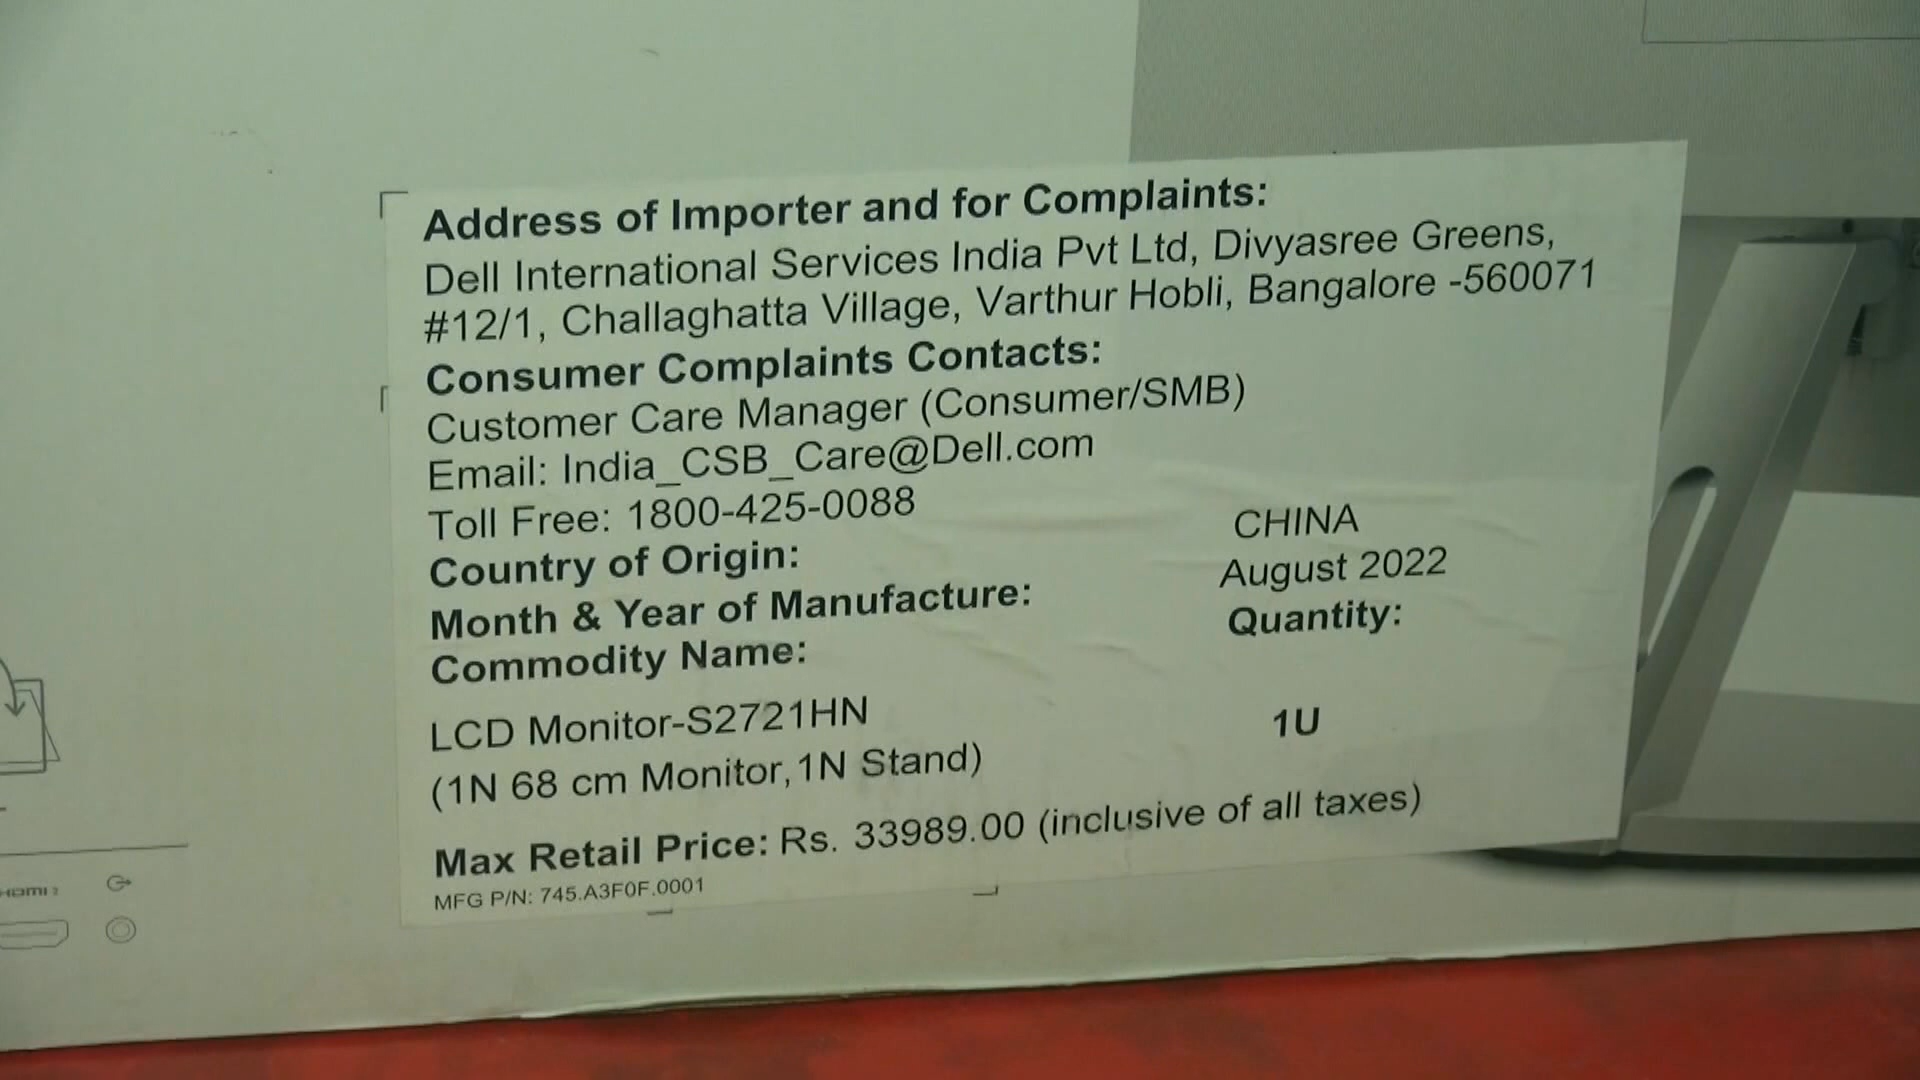 Address of Importer and for Complaints:
Dell International Services India Pvt Ltd, Divyasree Greens,
#12/1, Challaghatta Village, Varthur Hobli, Bangalore -560071
Consumer Complaints Contacts:
Customer Care Manager (Consumer/SMB)
Email: India_CSB_Care@Dell.com
Toll Free: 1800-425-0088
Country of Origin: CHINA
Month & Year of Manufacture: August 2022
Commodity Name: Quantity:
LCD Monitor-S2721HN 1U
(1N 68 cm Monitor, 1N Stand)
Max Retail Price: Rs. 33989.00 (inclusive of all taxes)
MFG P/N: 745.A3F0F.0001
HDMI 2